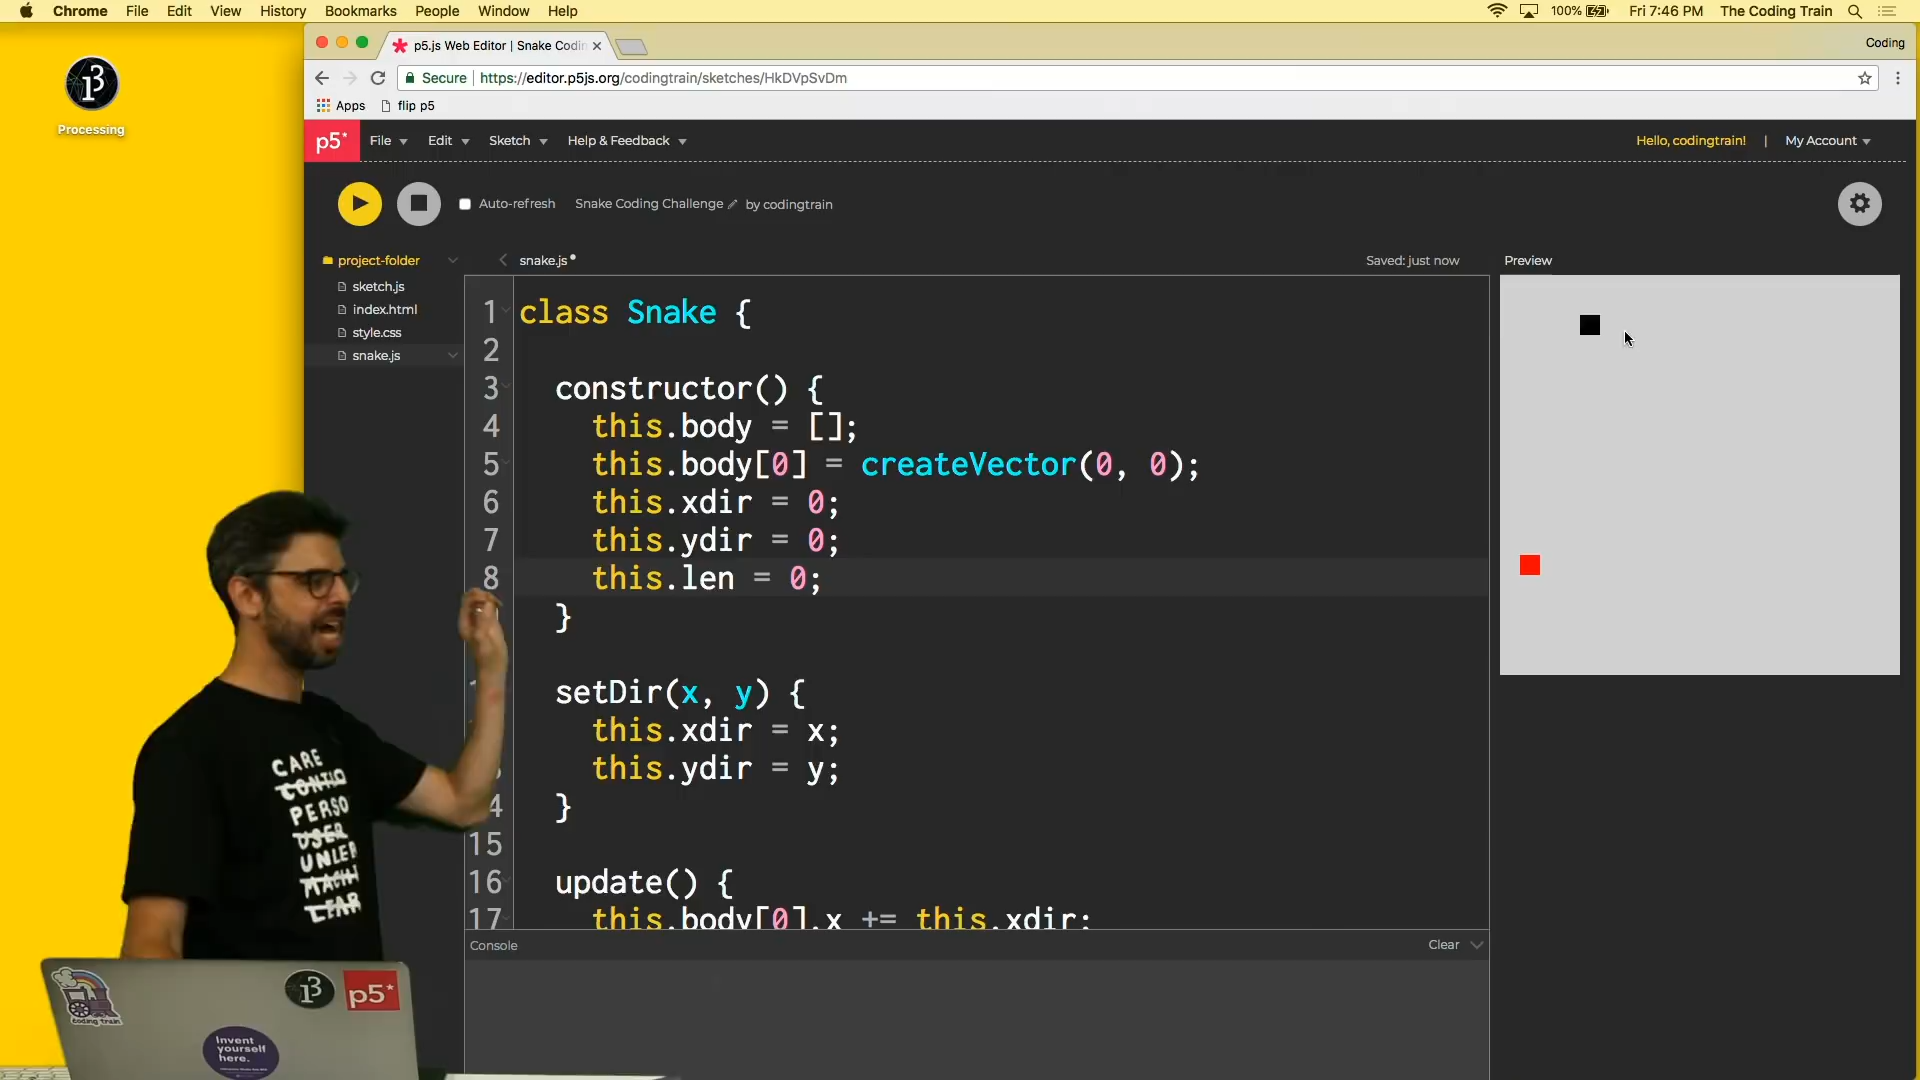 Chrome File Edit View History Bookmarks People Window Help
100% Fri 7:46 PM The Coding Train
Processing
p5.js Web Editor | Snake Codin
Coding
Secure https://editor.p5js.org/codingtrain/sketches/HkDVpSvDm
Apps flip p5
p5* File Edit Sketch Help & Feedback
Hello, codingtrain! | My Account
Auto-refresh Snake Coding Challenge by codingtrain
project-folder
sketch.js
index.html
style.css
snake.js
snake.js
Saved: just now
Preview
1 class Snake {
2
3 constructor() {
4 this.body = [];
5 this.body[0] = createVector(0, 0);
6 this.xdir = 0;
7 this.ydir = 0;
8 this.len = 0;
}
setDir(x, y) {
this.xdir = x;
this.ydir = y;
4 }
15
16 update() {
17 this.body[0].x += this.xdir;
Console
Clear
CARE
CONTRO
PERSO
USER
UNLEA
MACHI
LEAR
coding train
p5*
Invent
yourself
here.